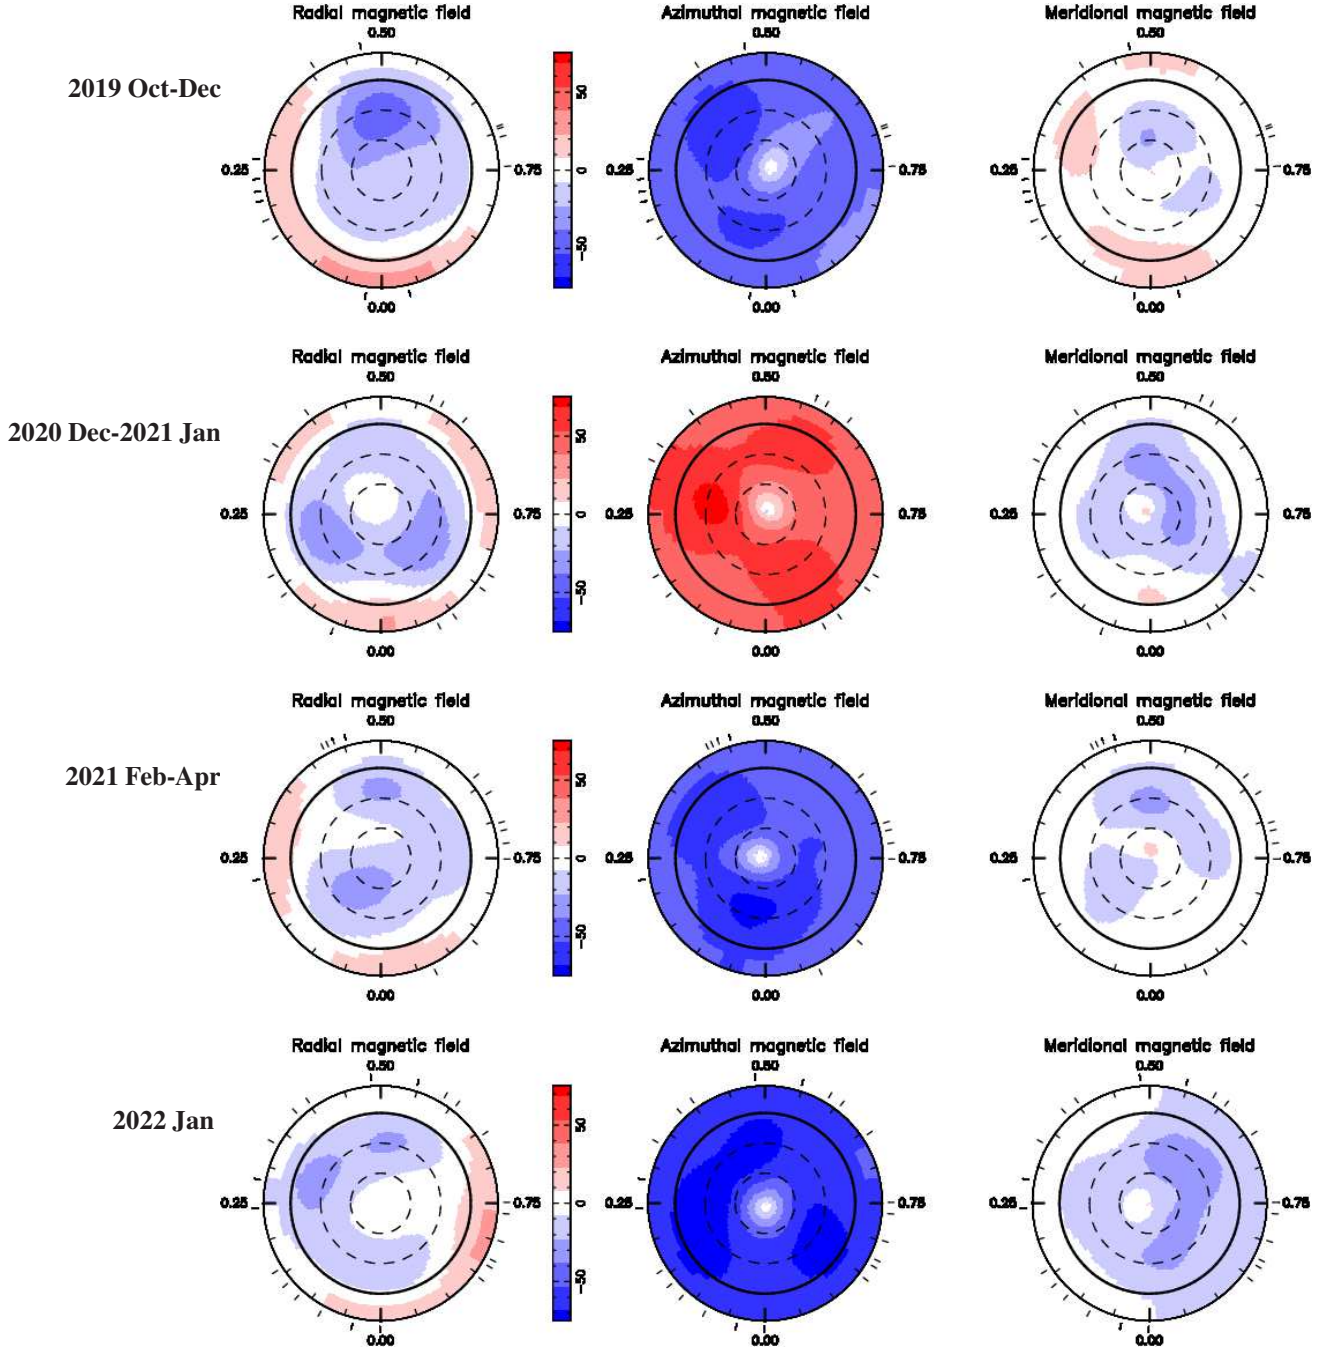 Radial magnetic field Azimuthal magnetic field Meridional magnetic field
0.50 0.50 0.50
2019 Oct-Dec
50
0.25 0.75 0 0.25 0.75 0.25 0.75
-50
0.00 0.00 0.00
Radial magnetic field Azimuthal magnetic field Meridional magnetic field
0.50 0.50 0.50
2020 Dec-2021 Jan
50
0.25 0.75 0 0.25 0.75 0.25 0.75
-50
0.00 0.00 0.00
Radial magnetic field Azimuthal magnetic field Meridional magnetic field
0.50 0.50 0.50
2021 Feb-Apr
50
0.25 0.75 0 0.25 0.75 0.25 0.75
-50
0.00 0.00 0.00
Radial magnetic field Azimuthal magnetic field Meridional magnetic field
0.50 0.50 0.50
2022 Jan
50
0.25 0.75 0 0.25 0.75 0.25 0.75
-50
0.00 0.00 0.00